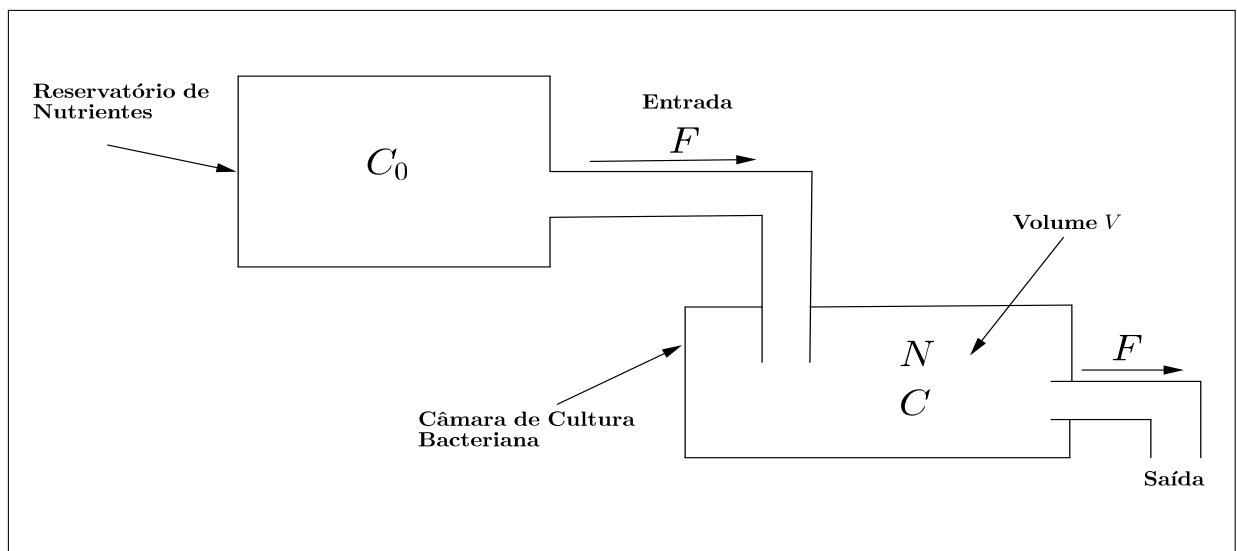 Reservatório de
Nutrientes
C₀
Entrada
F
Volume V
N
C
F
Câmara de Cultura
Bacteriana
Saída